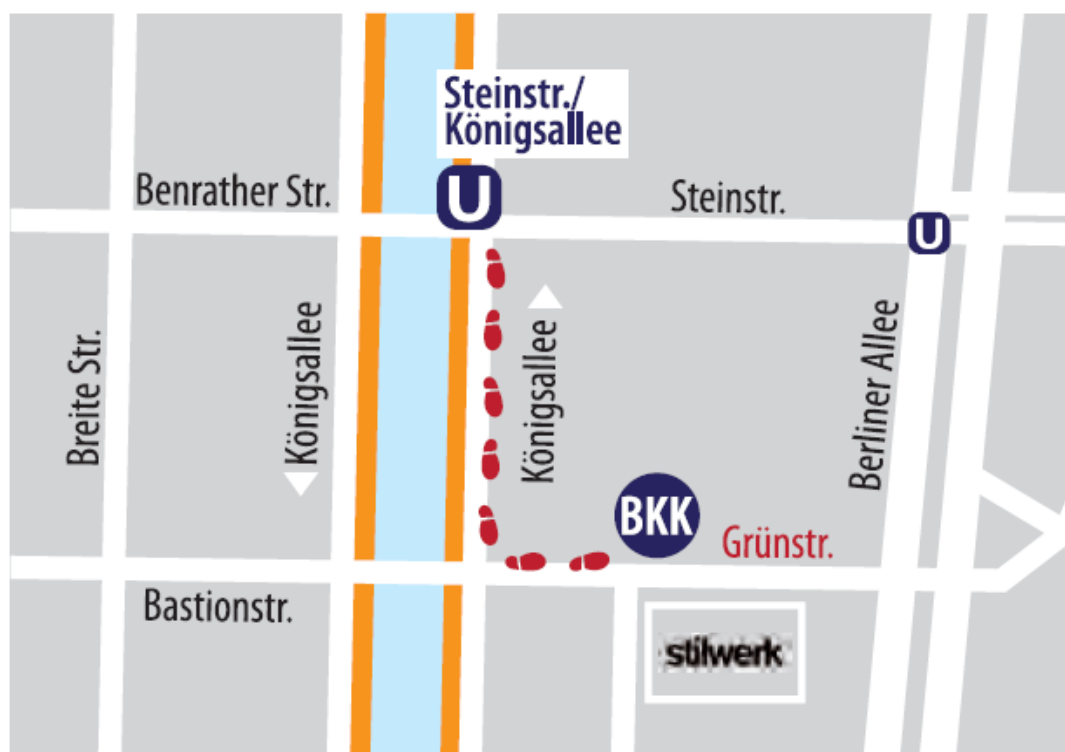 Steinstr./
Königsallee
U
Benrather Str.
Steinstr.
U
Breite Str.
Königsallee
Königsallee
Berliner Allee
BKK
Grünstr.
Bastionstr.
stilwerk